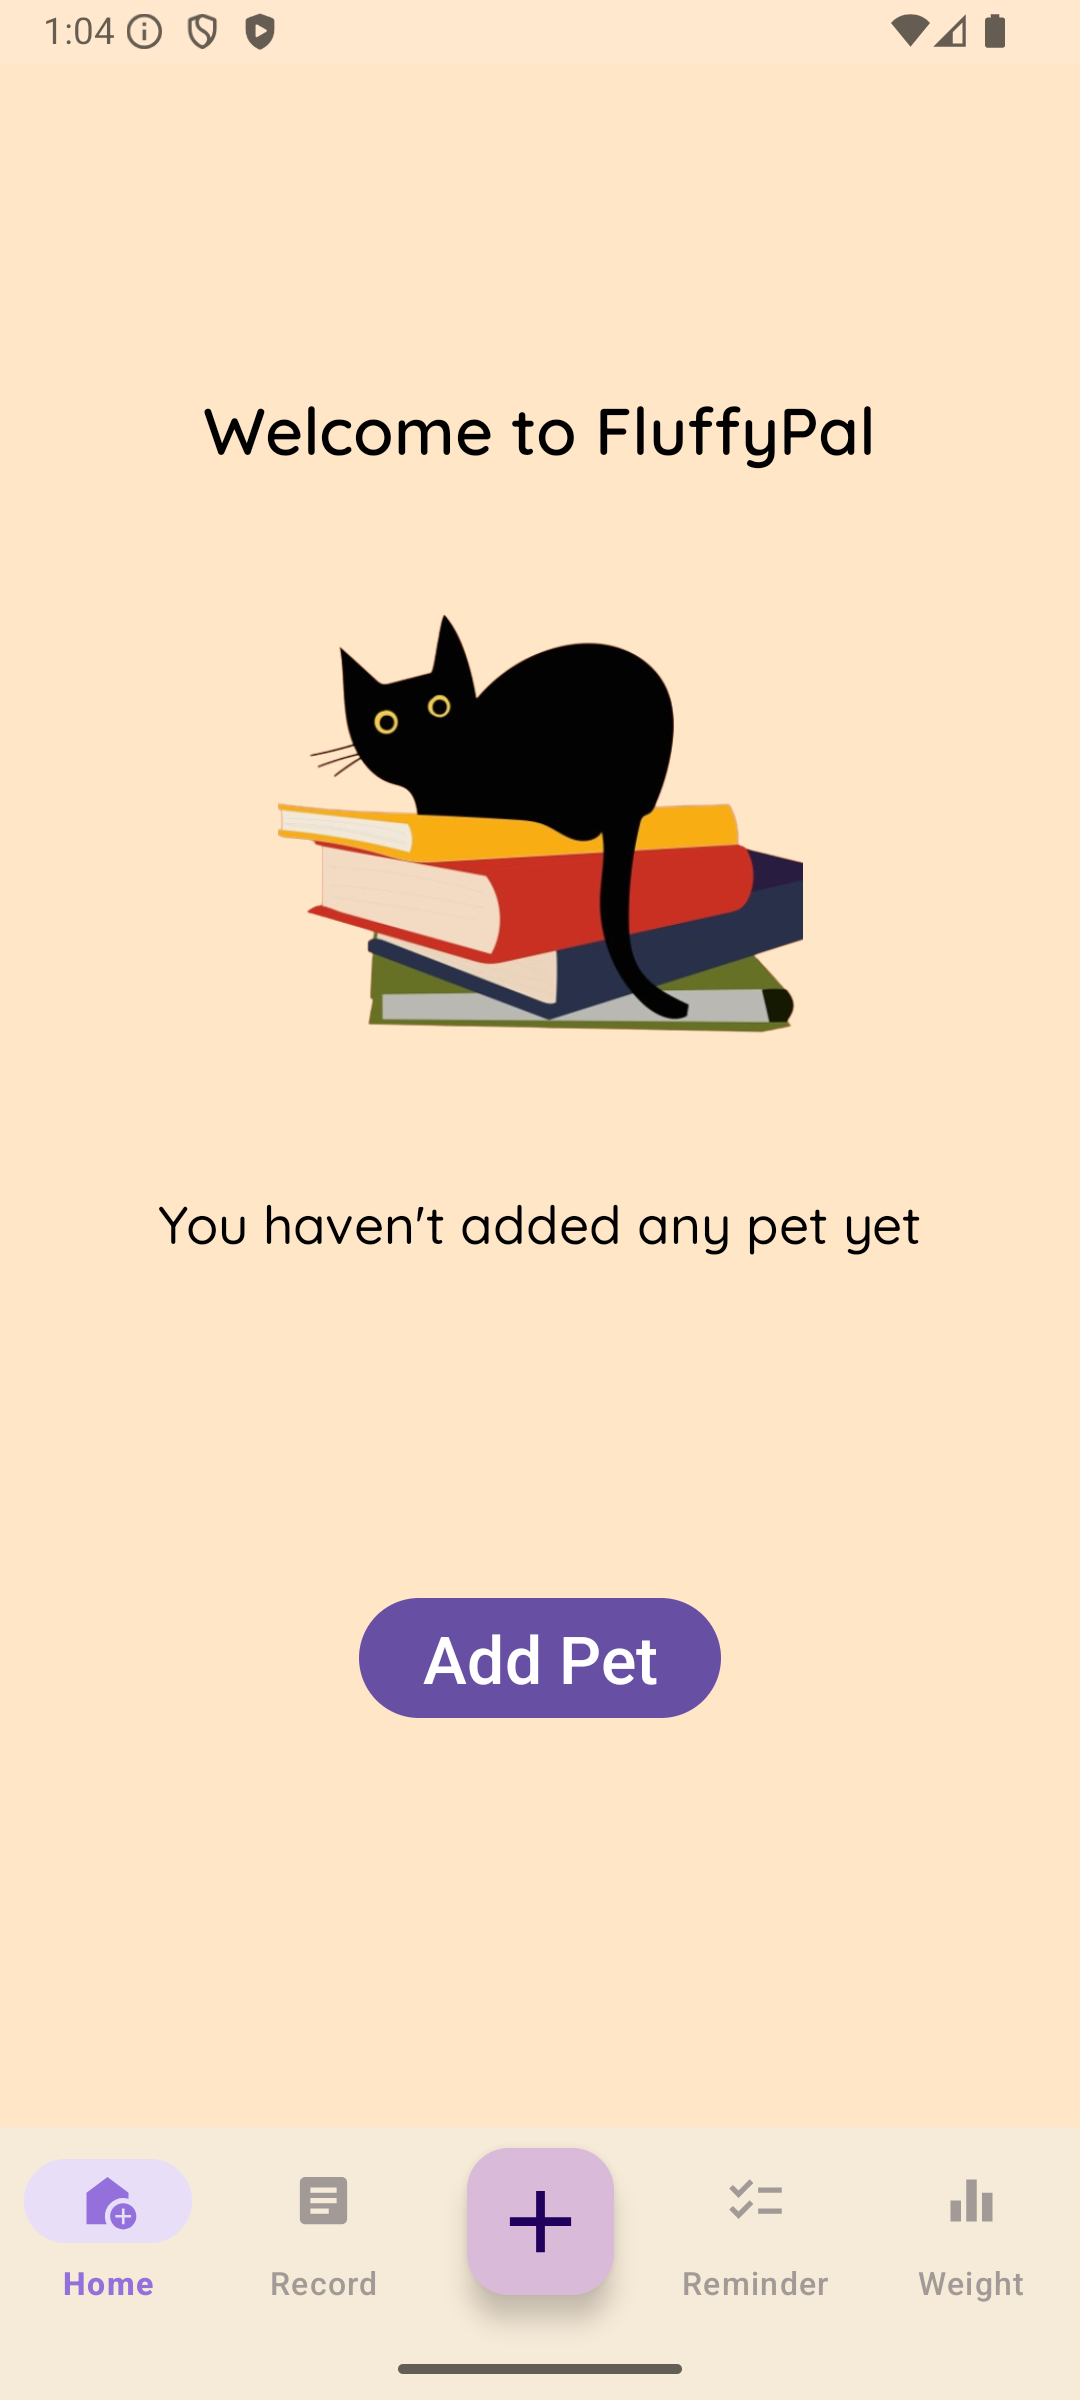 1:04
Welcome to FluffyPal
You haven't added any pet yet
Add Pet
Home
Record
Reminder
Weight